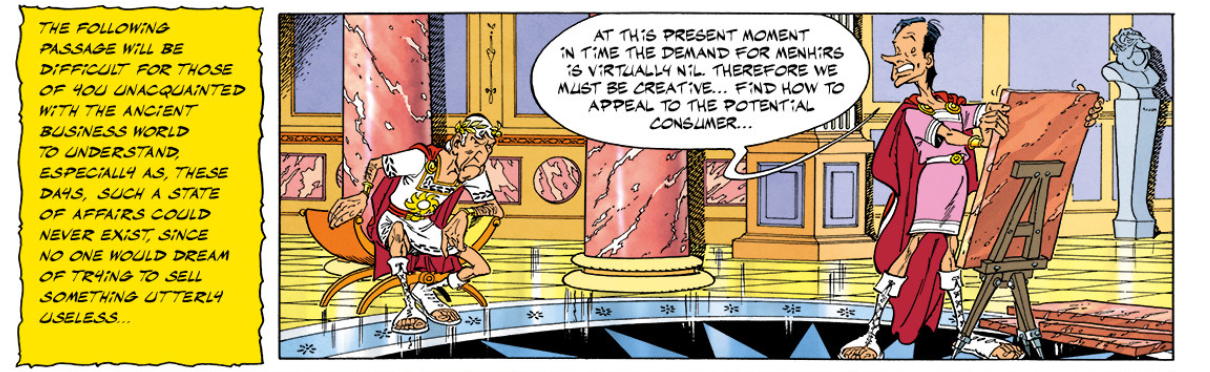 THE FOLLOWING
PASSAGE WILL BE
DIFFICULT FOR THOSE
OF YOU UNACQUAINTED
WITH THE ANCIENT
BUSINESS WORLD
TO UNDERSTAND,
ESPECIALLY AS, THESE
DAYS, SUCH A STATE
OF AFFAIRS COULD
NEVER EXIST, SINCE
NO ONE WOULD DREAM
OF TRYING TO SELL
SOMETHING UTTERLY
USELESS...
AT THIS PRESENT MOMENT
IN TIME THE DEMAND FOR MENHIRS
IS VIRTUALLY NIL. THEREFORE WE
MUST BE CREATIVE... FIND HOW TO
APPEAL TO THE POTENTIAL
CONSUMER...